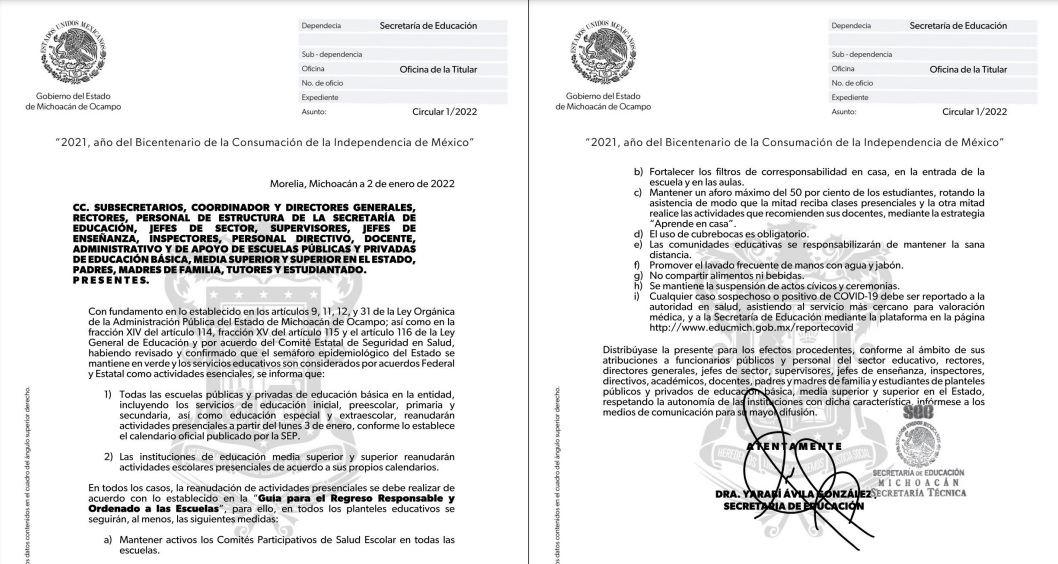 ESTADOS UNIDOS MEXICANOS
Gobierno del Estado
de Michoacán de Ocampo
Dependecia Secretaría de Educación
Sub - dependencia
Oficina Oficina de la Titular
No. de oficio
Expediente
Asunto: Circular 1/2022
“2021, año del Bicentenario de la Consumación de la Independencia de México”
Morelia, Michoacán a 2 de enero de 2022
CC. SUBSECRETARIOS, COORDINADOR Y DIRECTORES GENERALES,
RECTORES, PERSONAL DE ESTRUCTURA DE LA SECRETARÍA DE
EDUCACIÓN, JEFES DE SECTOR, SUPERVISORES, JEFES DE
ENSEÑANZA, INSPECTORES, PERSONAL DIRECTIVO, DOCENTE,
ADMINISTRATIVO Y DE APOYO DE ESCUELAS PÚBLICAS Y PRIVADAS
DE EDUCACIÓN BÁSICA, MEDIA SUPERIOR Y SUPERIOR EN EL ESTADO,
PADRES, MADRES DE FAMILIA, TUTORES Y ESTUDIANTADO.
P R E S E N T E S.
Con fundamento en lo establecido en los artículos 9, 11, 12, y 31 de la Ley Orgánica
de la Administración Pública del Estado de Michoacán de Ocampo; así como en la
fracción XIV del artículo 114, fracción XV del artículo 115 y el artículo 116 de la Ley
General de Educación y por acuerdo del Comité Estatal de Seguridad en Salud,
habiendo revisado y confirmado que el semáforo epidemiológico del Estado se
mantiene en verde y los servicios educativos son considerados por acuerdos Federal
y Estatal como actividades esenciales, se informa que:
1) Todas las escuelas públicas y privadas de educación básica en la entidad,
incluyendo los servicios de educación inicial, preescolar, primaria y
secundaria, así como educación especial y extraescolar, reanudarán
actividades presenciales a partir del lunes 3 de enero, conforme lo establece
el calendario oficial publicado por la SEP.
2) Las instituciones de educación media superior y superior reanudarán
actividades escolares presenciales de acuerdo a sus propios calendarios.
En todos los casos, la reanudación de actividades presenciales se debe realizar de
acuerdo con lo establecido en la “Guía para el Regreso Responsable y
Ordenado a las Escuelas”, para ello, en todos los planteles educativos se
seguirán, al menos, las siguientes medidas:
a) Mantener activos los Comités Participativos de Salud Escolar en todas las
escuelas.
os datos contenidos en el cuadro del ángulo superior derecho.
ESTADOS UNIDOS MEXICANOS
Gobierno del Estado
de Michoacán de Ocampo
Dependecia Secretaría de Educación
Sub - dependencia
Oficina Oficina de la Titular
No. de oficio
Expediente
Asunto: Circular 1/2022
“2021, año del Bicentenario de la Consumación de la Independencia de México”
b) Fortalecer los filtros de corresponsabilidad en casa, en la entrada de la
escuela y en las aulas.
c) Mantener un aforo máximo del 50 por ciento de los estudiantes, rotando la
asistencia de modo que la mitad reciba clases presenciales y la otra mitad
realice las actividades que recomienden sus docentes, mediante la estrategia
“Aprende en casa”.
d) El uso de cubrebocas es obligatorio.
e) Las comunidades educativas se responsabilizarán de mantener la sana
distancia.
f) Promover el lavado frecuente de manos con agua y jabón.
g) No compartir alimentos ni bebidas.
h) Se mantiene la suspensión de actos cívicos y ceremonias.
i) Cualquier caso sospechoso o positivo de COVID-19 debe ser reportado a la
autoridad en salud, asistiendo al servicio más cercano para valoración
médica, y a la Secretaría de Educación mediante la plataforma en la página
http://www.educmich.gob.mx/reportecovid
Distribúyase la presente para los efectos procedentes, conforme al ámbito de sus
atribuciones a funcionarios públicos y personal del sector educativo, rectores,
directores generales, jefes de sector, supervisores, jefes de enseñanza, inspectores,
directivos, académicos, docentes, padres y madres de familia y estudiantes de planteles
públicos y privados de educación básica, media superior y superior en el Estado,
respetando la autonomía de las instituciones con dicha característica, infórmese a los
medios de comunicación para su mayor difusión.
A T E N T A M E N T E
DRA. YARABÍ ÁVILA GONZÁLEZ
SECRETARIA DE EDUCACIÓN
SEE
SECRETARÍA DE EDUCACIÓN
MICHOACÁN
SECRETARÍA TÉCNICA
os datos contenidos en el cuadro del ángulo superior derecho.